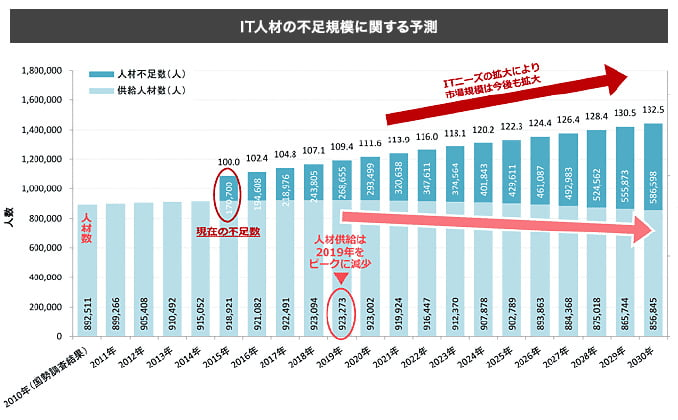 IT人材の不足規模に関する予測
1,800,000
1,600,000
1,400,000
1,200,000
1,000,000
800,000
600,000
400,000
200,000
0
人数
人材不足数(人)
供給人材数(人)
ITニーズの拡大により
市場規模は今後も拡大
100.0 102.4 104.8 107.1 109.4 111.6 113.9 116.0 118.1 120.2 122.3 124.4 126.4 128.4 130.5 132.5
170,700 194,608 218,976 243,805 268,655 293,499 320,638 347,611 374,564 401,843 429,611 461,087 492,983 524,562 555,873 586,598
人材数
現在の不足数
人材供給は
2019年を
ピークに減少
892,511 899,266 905,408 910,492 915,052 918,921 921,082 922,491 923,094 923,273 923,002 919,924 916,447 912,370 907,878 902,789 893,863 884,368 875,018 865,744 856,845
2010年(国勢調査結果) 2011年 2012年 2013年 2014年 2015年 2016年 2017年 2018年 2019年 2020年 2021年 2022年 2023年 2024年 2025年 2026年 2027年 2028年 2029年 2030年